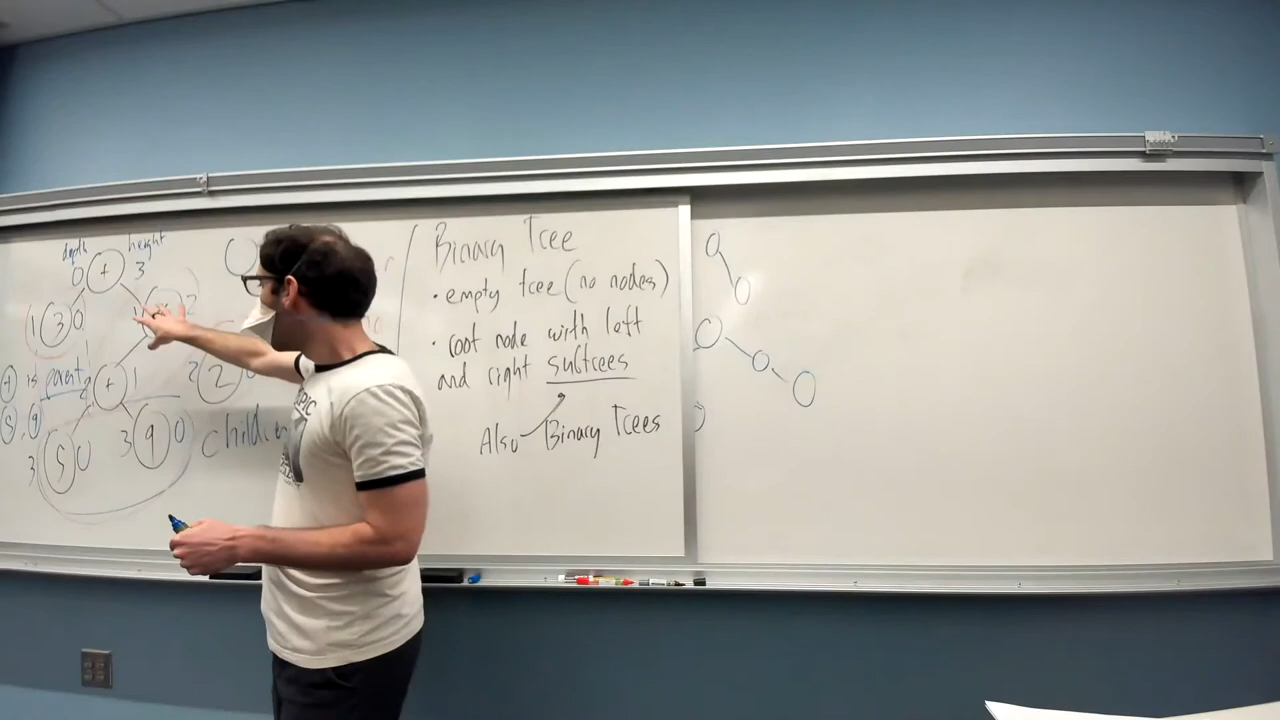 depth
height
0 + 3
1 3 0
2
2 2
+ is parent
+ 1
5, 9
3 5 0
3 9 0
Binary Tree
• empty tree (no nodes)
• root node with left
and right subtrees
Also Binary Trees